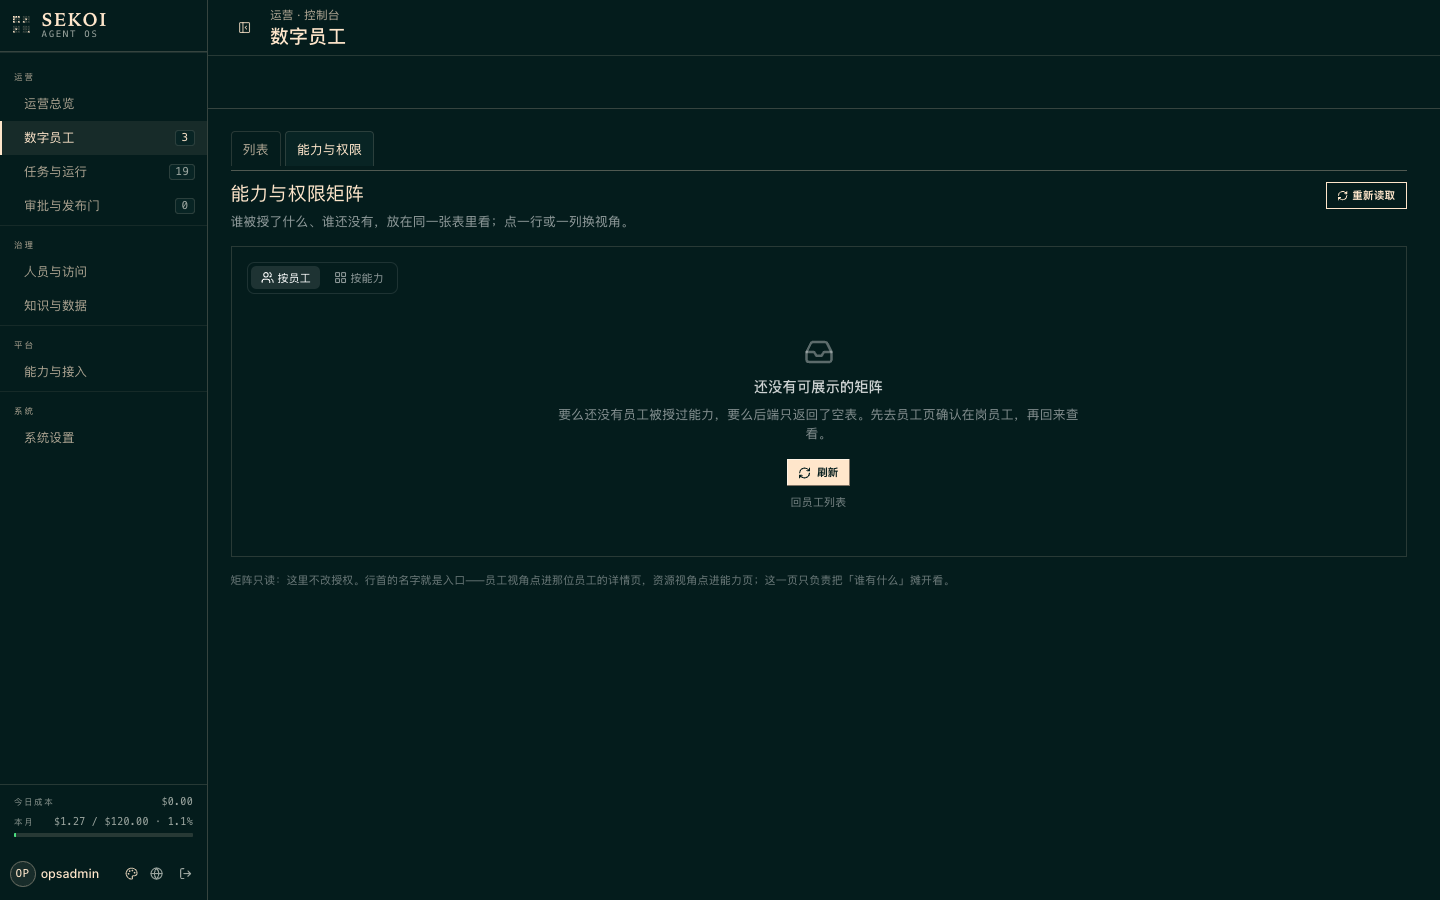 SEKOI
AGENT OS
运营
运营总览
数字员工 3
任务与运行 19
审批与发布门 0
治理
人员与访问
知识与数据
平台
能力与接入
系统
系统设置
今日成本 $0.00
本月 $1.27 / $120.00 · 1.1%
OP opsadmin
运营 · 控制台
数字员工
列表 能力与权限
能力与权限矩阵
重新读取
谁被授了什么、谁还没有，放在同一张表里看；点一行或一列换视角。
按员工 按能力
还没有可展示的矩阵
要么还没有员工被授过能力，要么后端只返回了空表。先去员工页确认在岗员工，再回来查
看。
刷新
回员工列表
矩阵只读：这里不改授权。行首的名字就是入口——员工视角点进那位员工的详情页，资源视角点进能力页；这一页只负责把「谁有什么」摊开看。